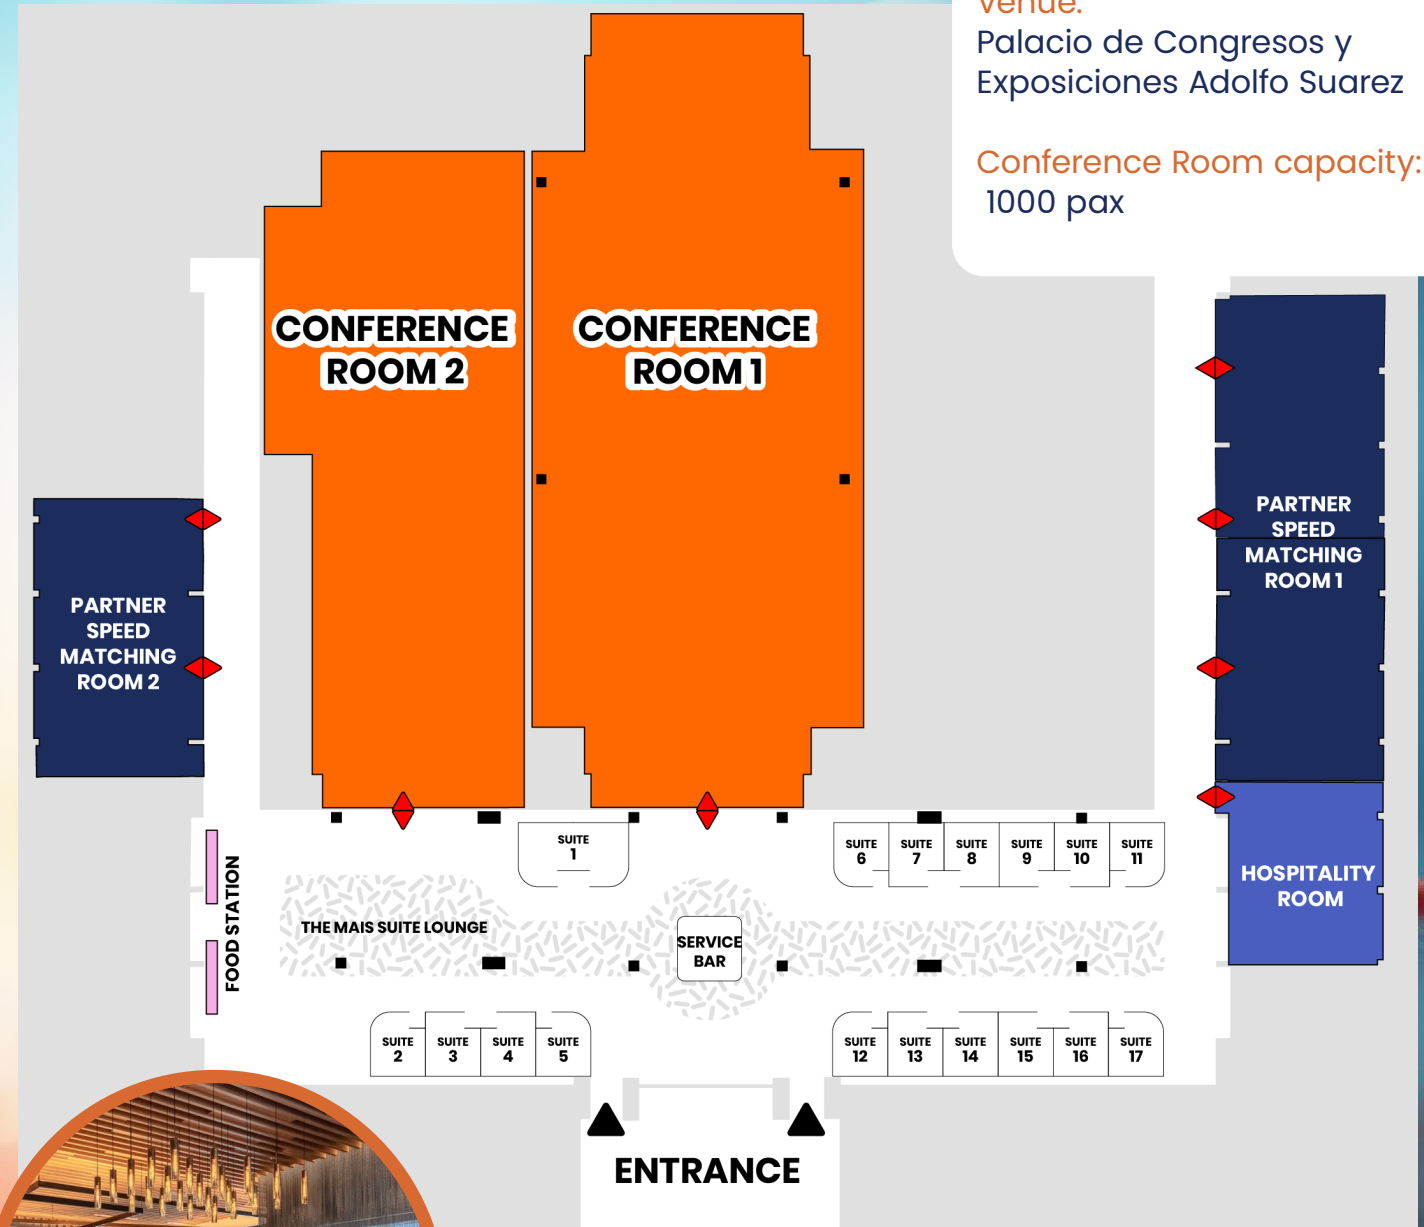 Venue:
Palacio de Congresos y
Exposiciones Adolfo Suarez
Conference Room capacity:
1000 pax
CONFERENCE
ROOM 2
CONFERENCE
ROOM 1
PARTNER
SPEED
MATCHING
ROOM 1
PARTNER
SPEED
MATCHING
ROOM 2
HOSPITALITY
ROOM
SUITE
1
SUITE
6
SUITE
7
SUITE
8
SUITE
9
SUITE
10
SUITE
11
FOOD STATION
THE MAIS SUITE LOUNGE
SERVICE
BAR
SUITE
2
SUITE
3
SUITE
4
SUITE
5
SUITE
12
SUITE
13
SUITE
14
SUITE
15
SUITE
16
SUITE
17
ENTRANCE